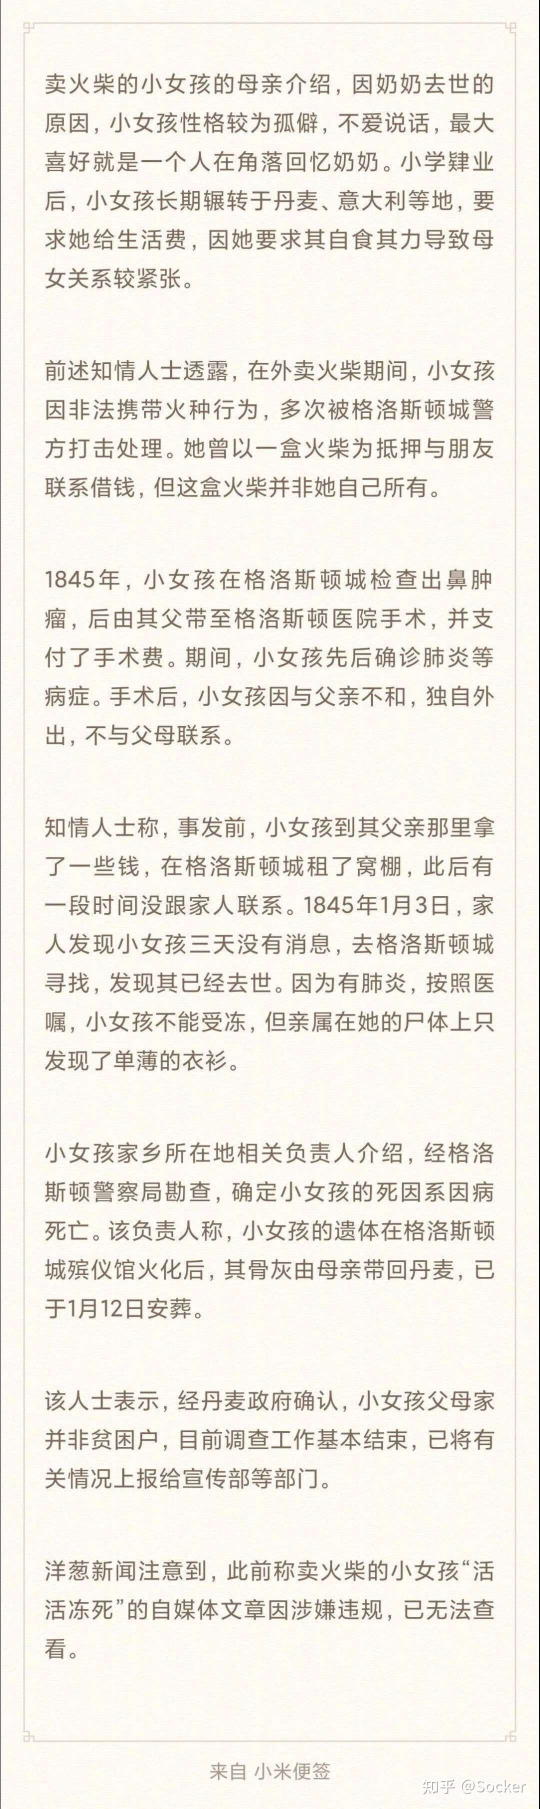 卖火柴的小女孩的母亲介绍，因奶奶去世的
原因，小女孩性格较为孤僻，不爱说话，最大
喜好就是一个人在角落回忆奶奶。小学肄业
后，小女孩长期辗转于丹麦、意大利等地，要
求她给生活费，因她要求其自食其力导致母
女关系较紧张。
前述知情人士透露，在外卖火柴期间，小女孩
因非法携带火种行为，多次被格洛斯顿城警
方打击处理。她曾以一盒火柴为抵押与朋友
联系借钱，但这盒火柴并非她自己所有。
1845年，小女孩在格洛斯顿城检查出鼻肿
瘤，后由其父带至格洛斯顿医院手术，并支
付了手术费。期间，小女孩先后确诊肺炎等
病症。手术后，小女孩因与父亲不和，独自外
出，不与父母联系。
知情人士称，事发前，小女孩到其父亲那里拿
了一些钱，在格洛斯顿城租了窝棚，此后有
一段时间没跟家人联系。1845年1月3日，家
人发现小女孩三天没有消息，去格洛斯顿城
寻找，发现其已经去世。因为有肺炎，按照医
嘱，小女孩不能受冻，但亲属在她的尸体上只
发现了单薄的衣衫。
小女孩家乡所在地相关负责人介绍，经格洛
斯顿警察局勘查，确定小女孩的死因系因病
死亡。该负责人称，小女孩的遗体在格洛斯顿
城殡仪馆火化后，其骨灰由母亲带回丹麦，已
于1月12日安葬。
该人士表示，经丹麦政府确认，小女孩父母家
并非贫困户，目前调查工作基本结束，已将有
关情况上报给宣传部等部门。
洋葱新闻注意到，此前称卖火柴的小女孩“活
活冻死”的自媒体文章因涉嫌违规，已无法查
看。
来自 小米便签
知乎 @Socker